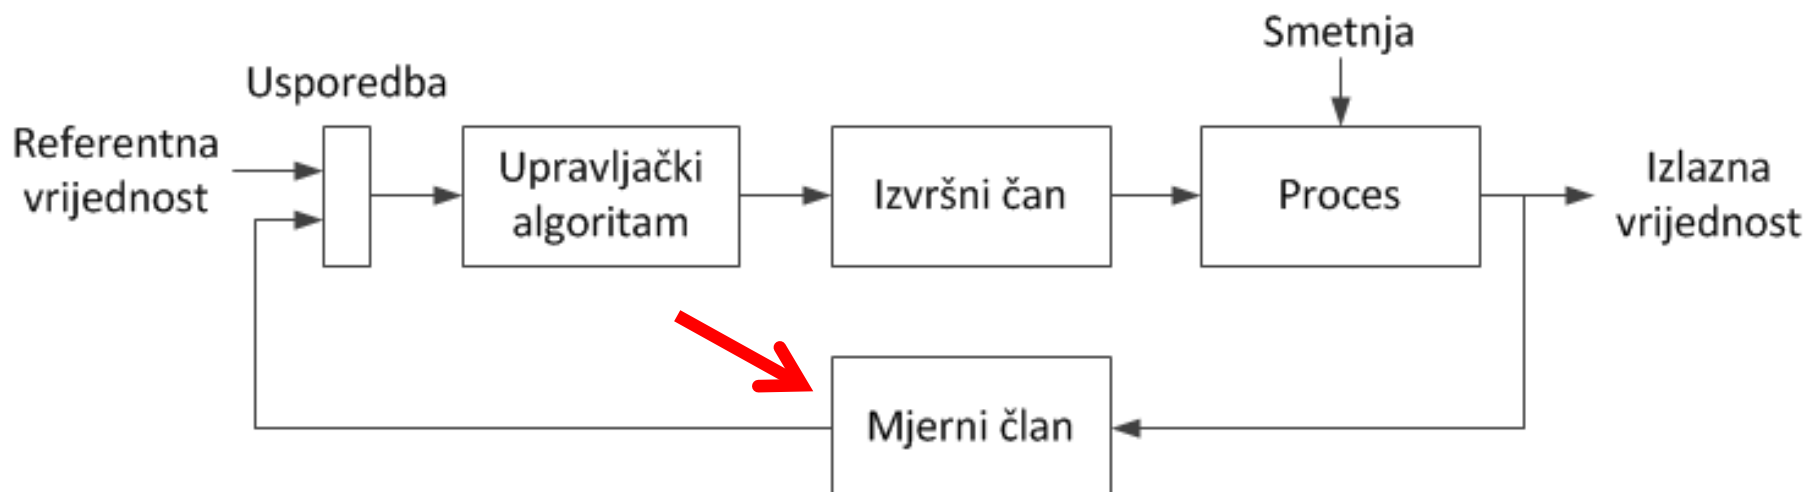 Smetnja
Usporedba
Referentna
vrijednost
Upravljački
algoritam
Izvršni čan
Proces
Izlazna
vrijednost
Mjerni član